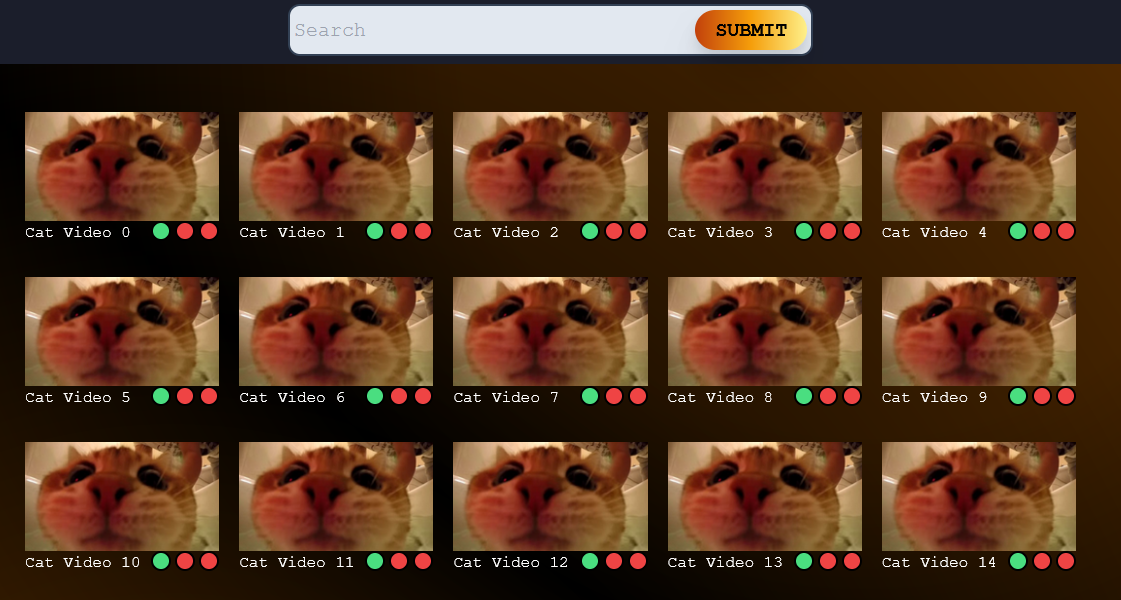 Search SUBMIT
Cat Video 0 Cat Video 1 Cat Video 2 Cat Video 3 Cat Video 4
Cat Video 5 Cat Video 6 Cat Video 7 Cat Video 8 Cat Video 9
Cat Video 10 Cat Video 11 Cat Video 12 Cat Video 13 Cat Video 14